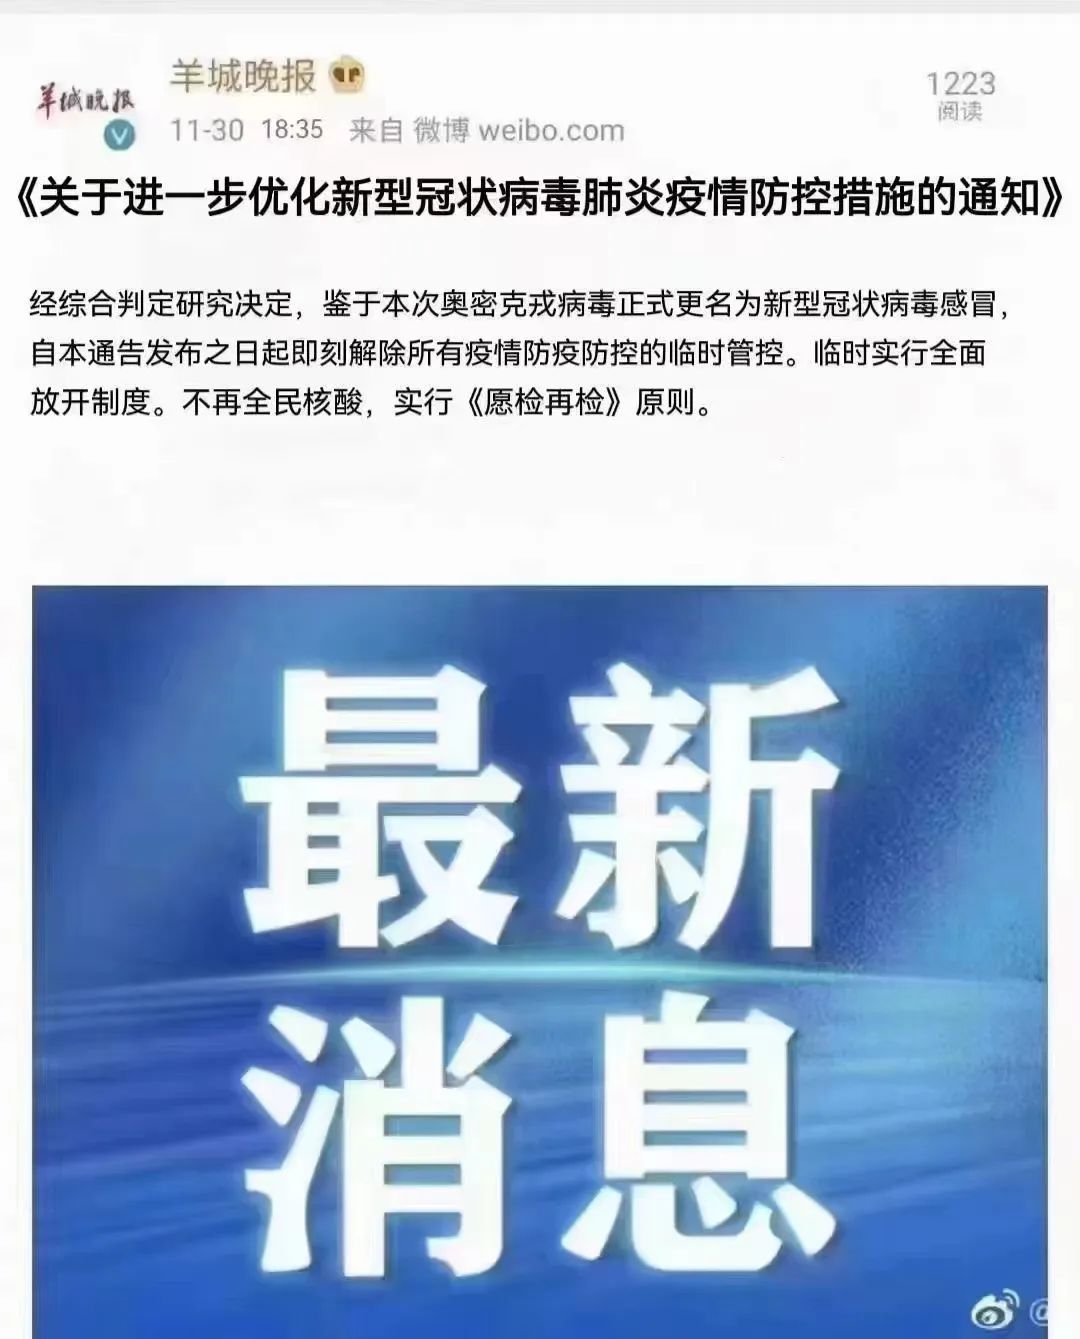 羊城晚报
羊城晚报
11-30 18:35 来自 微博 weibo.com
1223
阅读
《关于进一步优化新型冠状病毒肺炎疫情防控措施的通知》
经综合判定研究决定，鉴于本次奥密克戎病毒正式更名为新型冠状病毒感冒，
自本通告发布之日起即刻解除所有疫情防疫防控的临时管控。临时实行全面
放开制度。不再全民核酸，实行《愿检再检》原则。
最新
消息
@